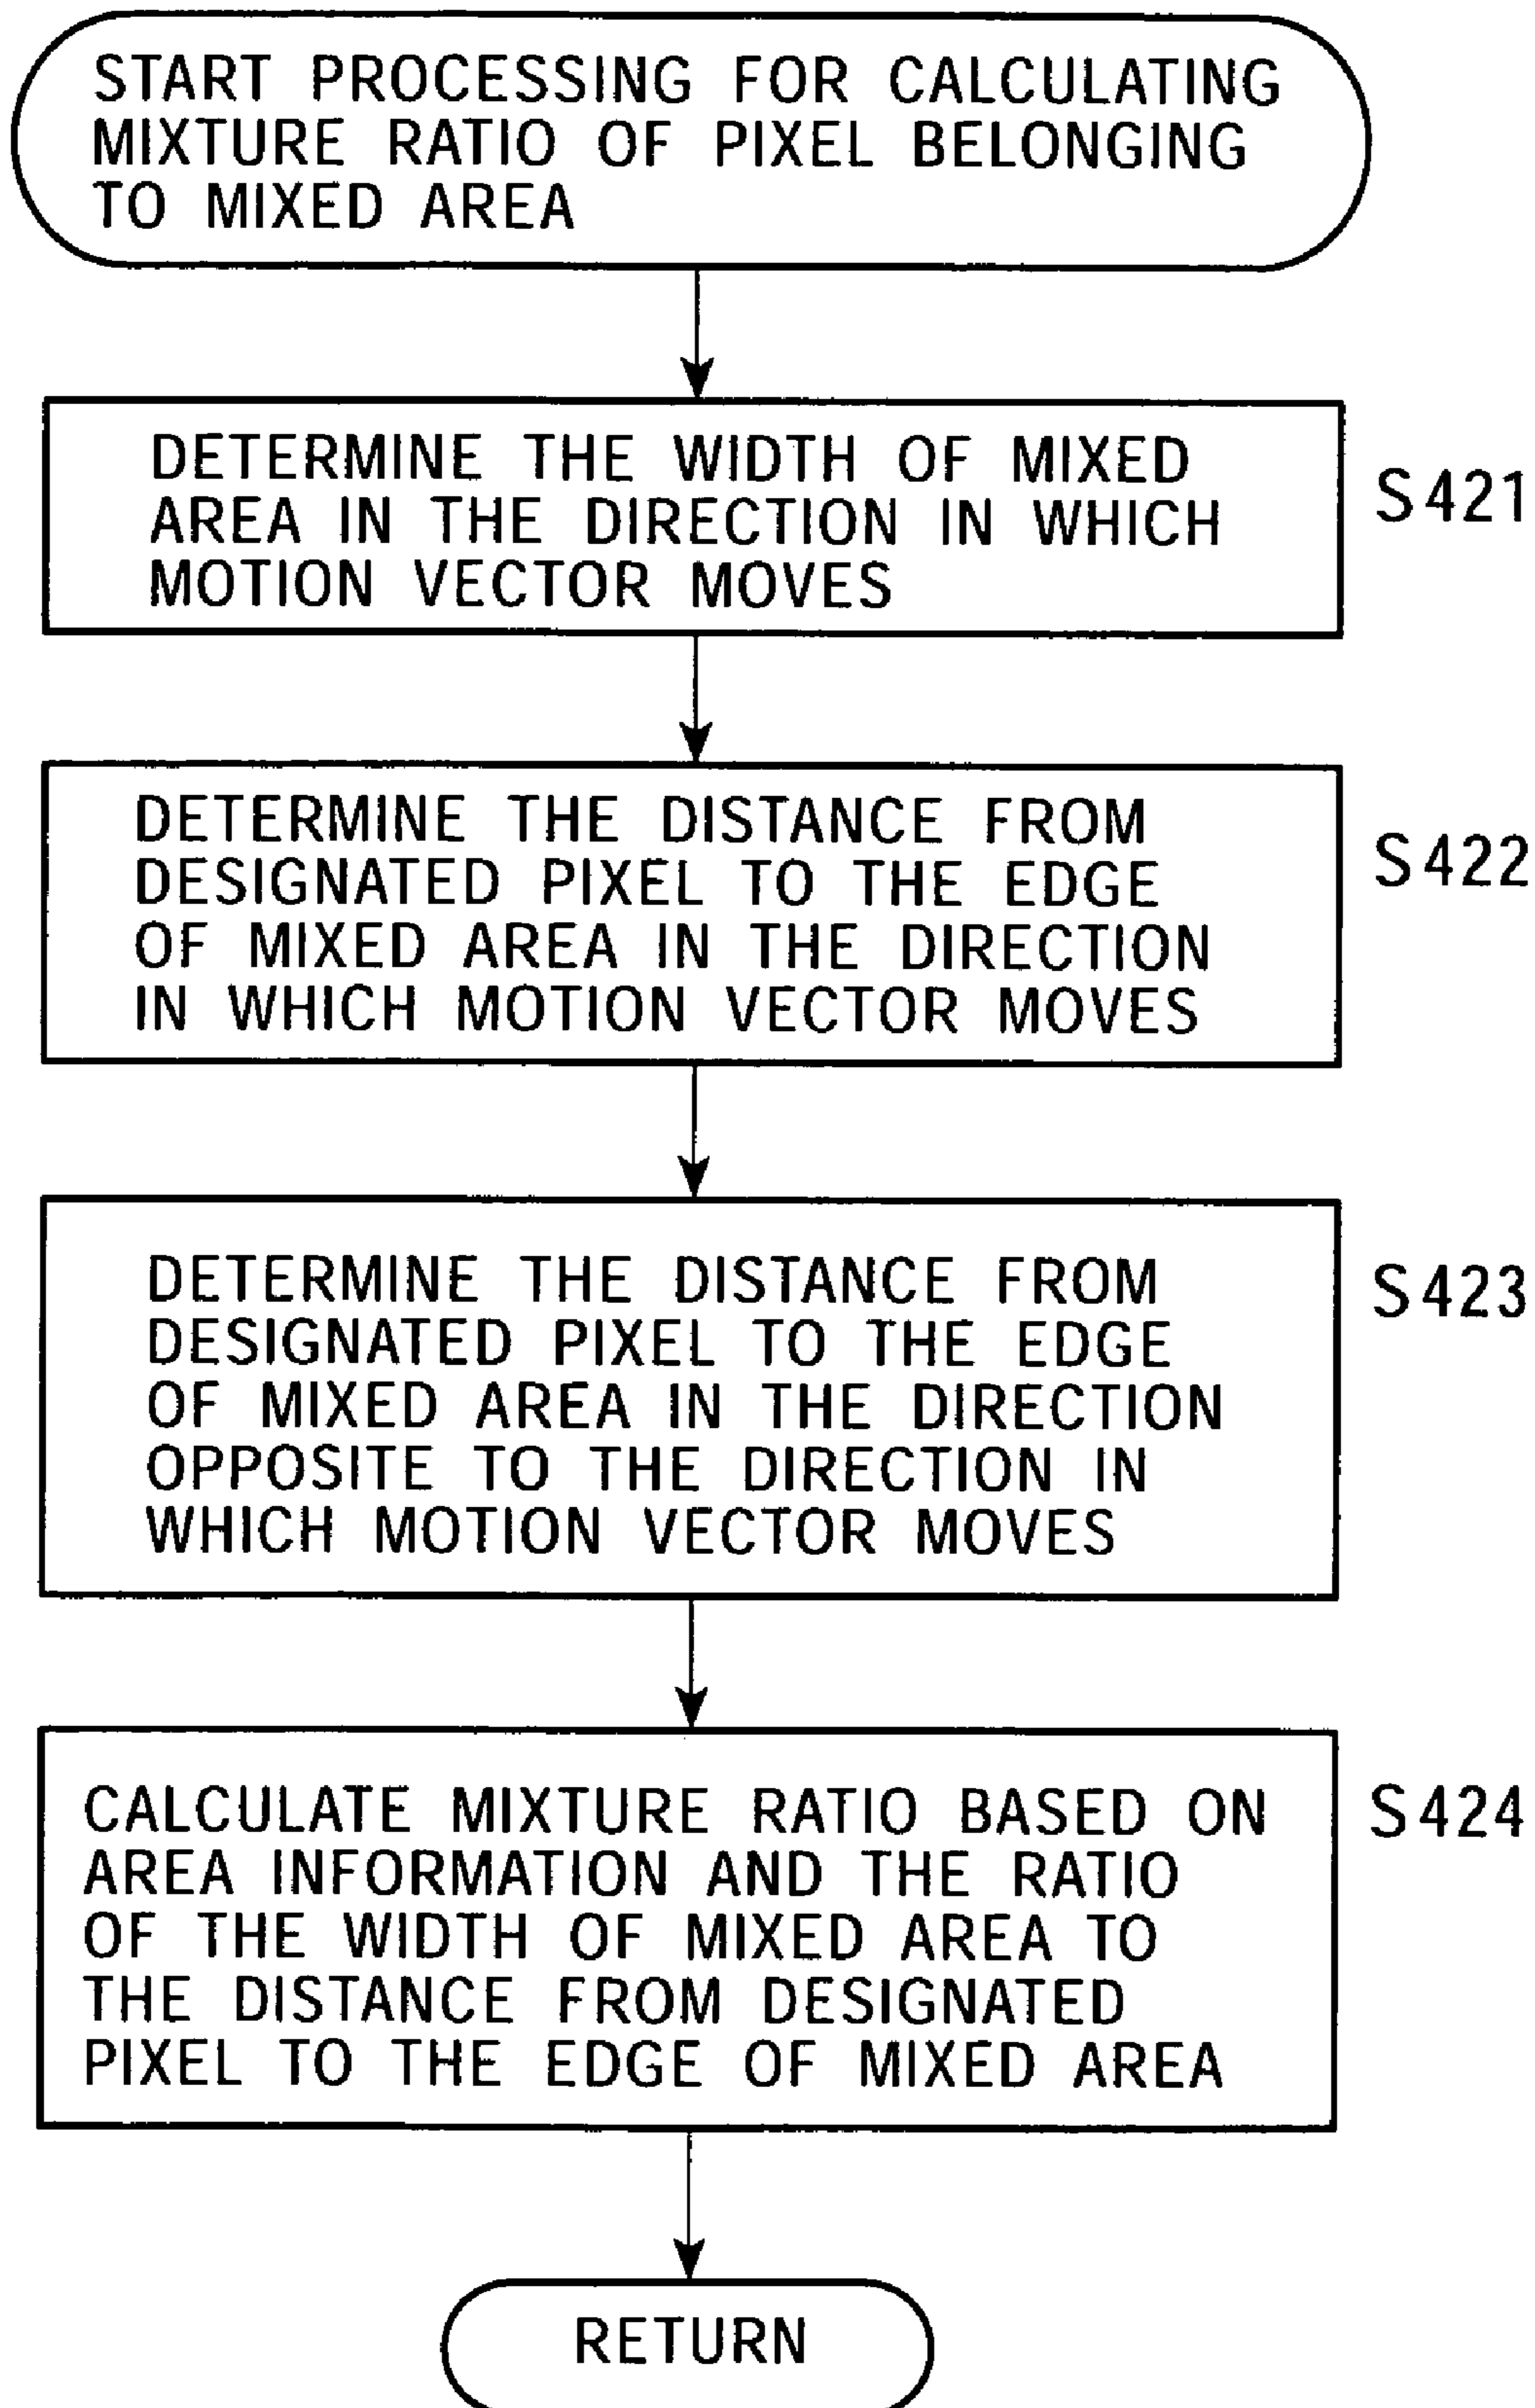 START PROCESSING FOR CALCULATING
MIXTURE RATIO OF PIXEL BELONGING
TO MIXED AREA
DETERMINE THE WIDTH OF MIXED
AREA IN THE DIRECTION IN WHICH
MOTION VECTOR MOVES
S421
DETERMINE THE DISTANCE FROM
DESIGNATED PIXEL TO THE EDGE
OF MIXED AREA IN THE DIRECTION
IN WHICH MOTION VECTOR MOVES
S422
DETERMINE THE DISTANCE FROM
DESIGNATED PIXEL TO THE EDGE
OF MIXED AREA IN THE DIRECTION
OPPOSITE TO THE DIRECTION IN
WHICH MOTION VECTOR MOVES
S423
CALCULATE MIXTURE RATIO BASED ON
AREA INFORMATION AND THE RATIO
OF THE WIDTH OF MIXED AREA TO
THE DISTANCE FROM DESIGNATED
PIXEL TO THE EDGE OF MIXED AREA
S424
RETURN